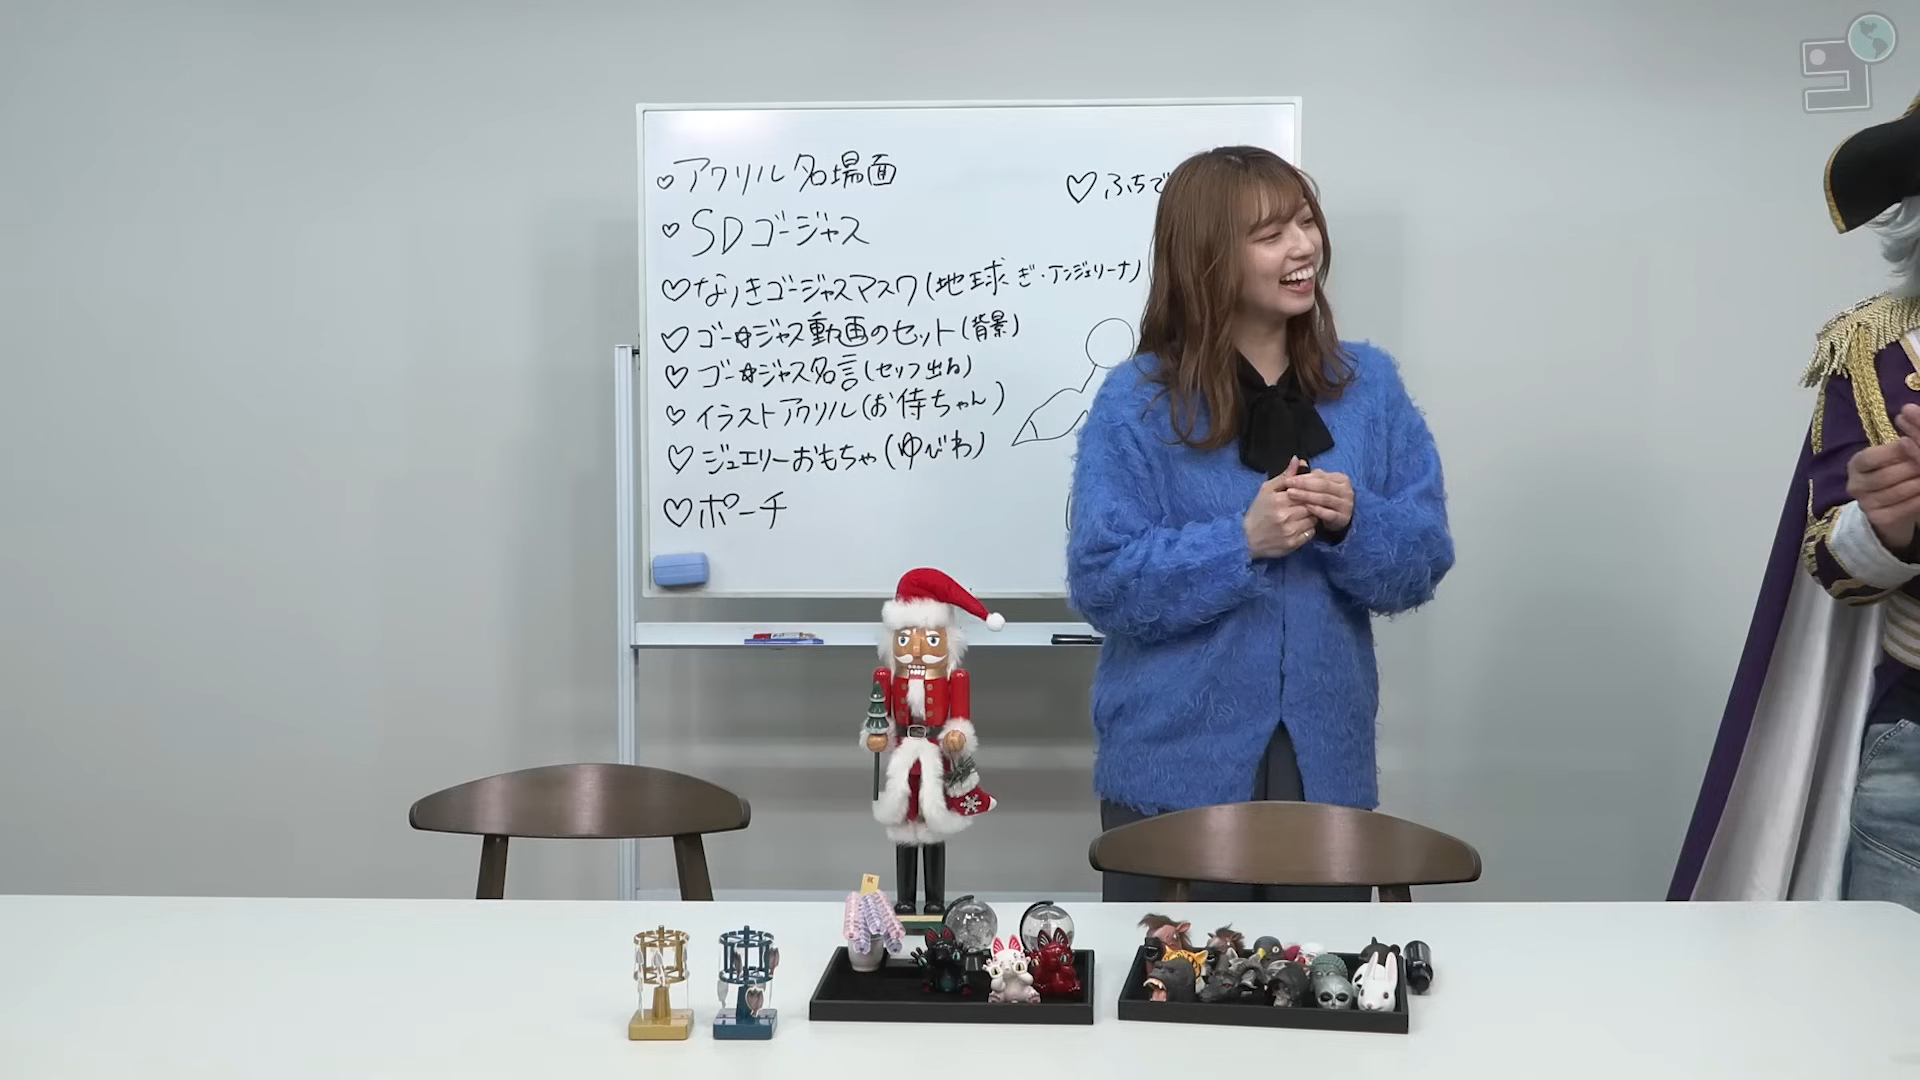 ♡アクリル名場面
♡SDゴージャス
♡なりきゴージャスマスク(地球ぎ・アンジェリーナ)
♡ゴー☆ジャス動画のセット(背景)
♡ゴー☆ジャス名言(セリフ出る)
♡イラストアクリル(お侍ちゃん)
♡ジュエリーおもちゃ(ゆびわ)
♡ポーチ
♡ふちで